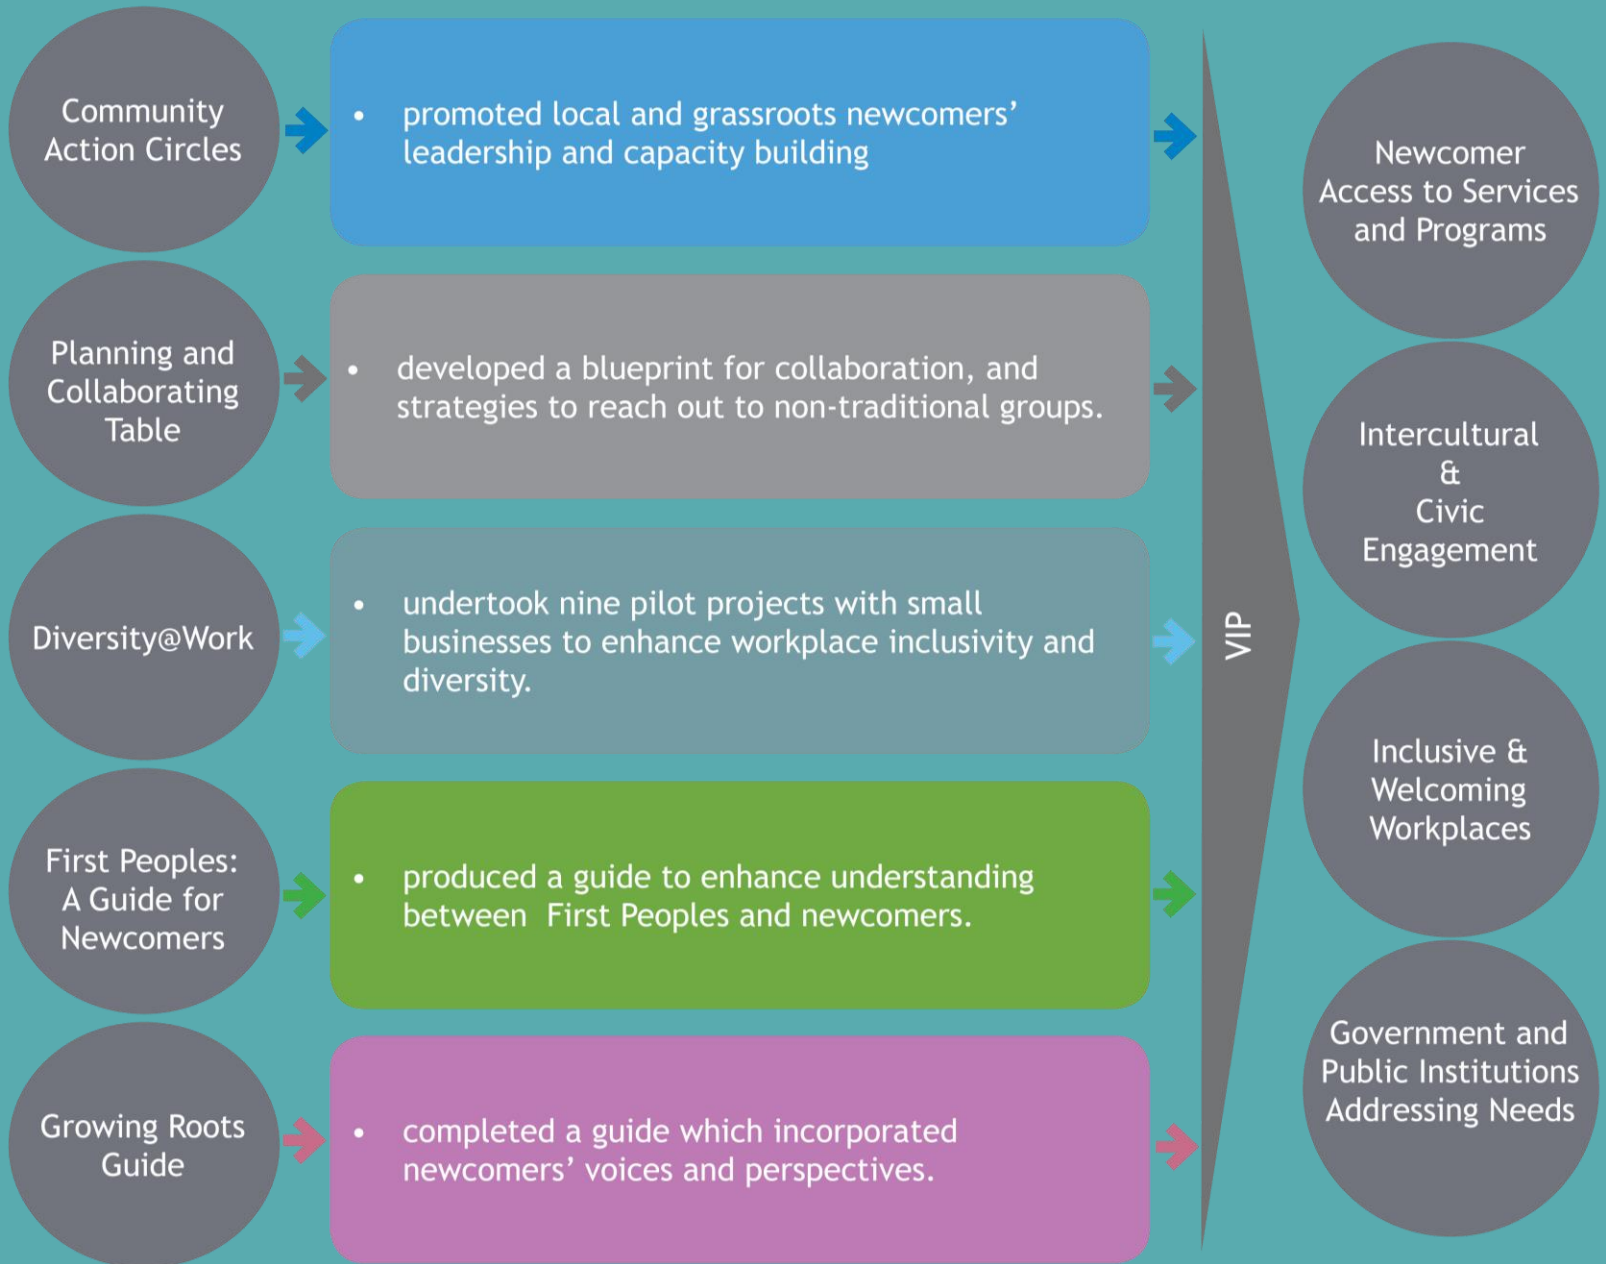 Community
Action Circles
• promoted local and grassroots newcomers’
leadership and capacity building
Planning and
Collaborating
Table
• developed a blueprint for collaboration, and
strategies to reach out to non-traditional groups.
Diversity@Work
• undertook nine pilot projects with small
businesses to enhance workplace inclusivity and
diversity.
First Peoples:
A Guide for
Newcomers
• produced a guide to enhance understanding
between First Peoples and newcomers.
Growing Roots
Guide
• completed a guide which incorporated
newcomers’ voices and perspectives.
VIP
Newcomer
Access to Services
and Programs
Intercultural
&
Civic
Engagement
Inclusive &
Welcoming
Workplaces
Government and
Public Institutions
Addressing Needs